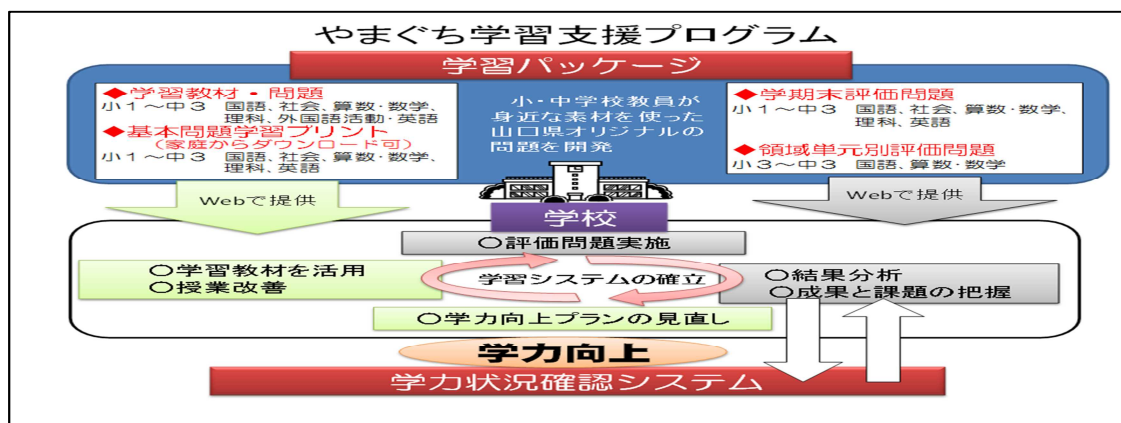 やまぐち学習支援プログラム
学習パッケージ
◆学習教材・問題
小1~中3 国語、社会、算数・数学、
理科、外国語活動・英語
◆基本問題学習プリント
(家庭からダウンロード可)
小1~中3 国語、社会、算数・数学、
理科、英語
小・中学校教員が
身近な素材を使った
山口県オリジナルの
問題を開発
◆学期末評価問題
小1~中3 国語、社会、算数・数学、
理科、英語
◆領域単元別評価問題
小3~中3 国語、算数・数学
Webで提供
Webで提供
学校
○評価問題実施
○学習教材を活用
○授業改善
学習システムの確立
○結果分析
○成果と課題の把握
○学力向上プランの見直し
学力向上
学力状況確認システム